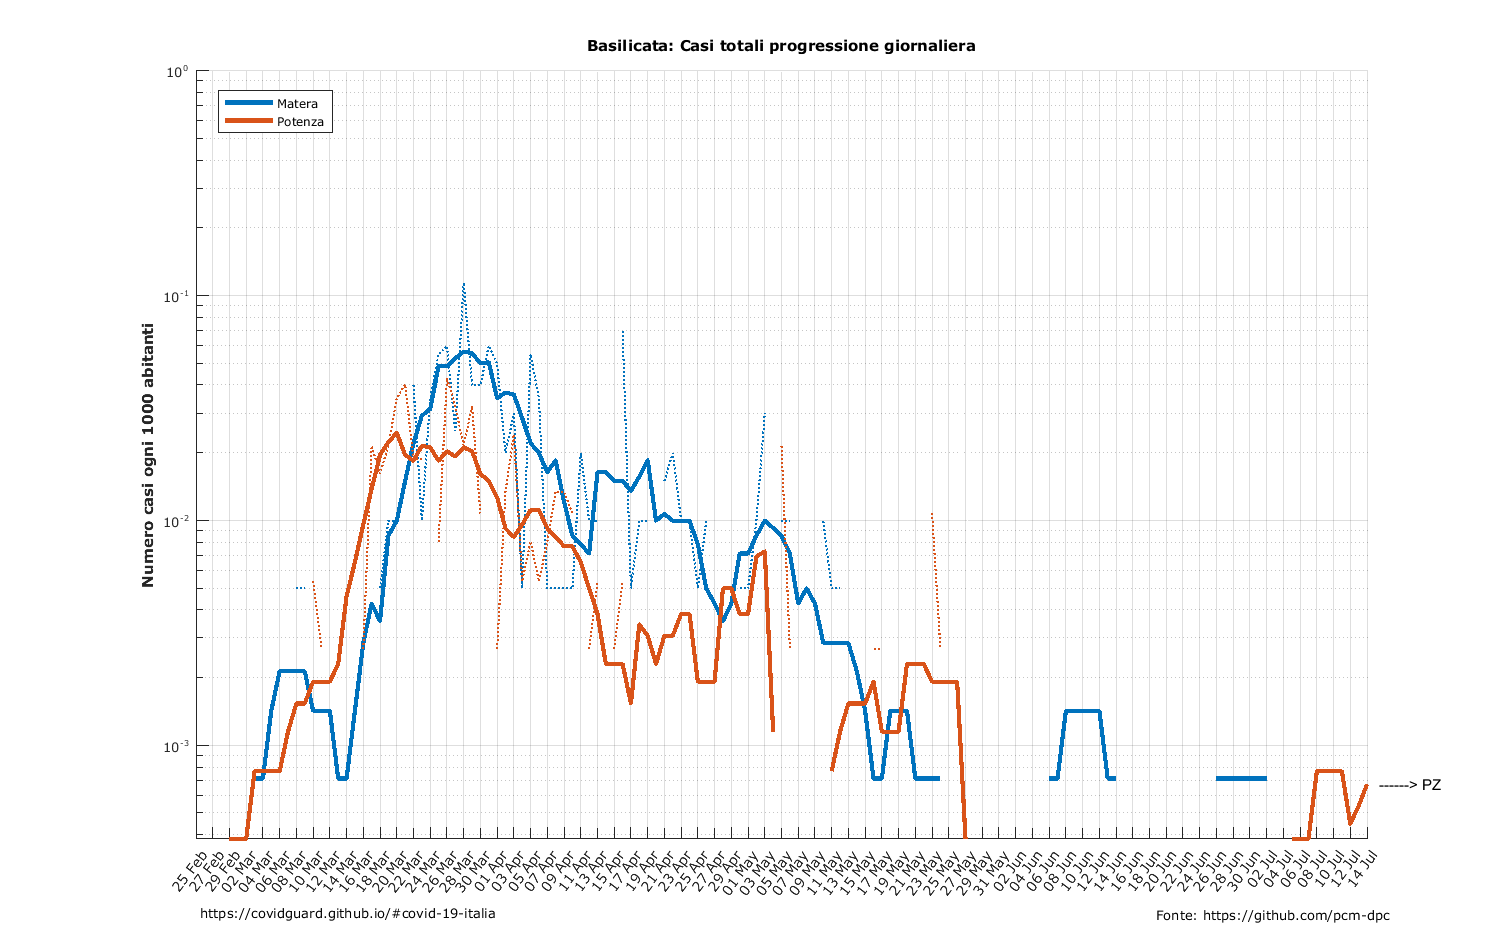 Basilicata: Casi totali progressione giornaliera
Numero casi ogni 1000 abitanti
10⁰
10⁻¹
10⁻²
10⁻³
Matera
Potenza
------> PZ
25 Feb
27 Feb
29 Feb
02 Mar
04 Mar
06 Mar
08 Mar
10 Mar
12 Mar
14 Mar
16 Mar
18 Mar
20 Mar
22 Mar
24 Mar
26 Mar
28 Mar
30 Mar
01 Apr
03 Apr
05 Apr
07 Apr
09 Apr
11 Apr
13 Apr
15 Apr
17 Apr
19 Apr
21 Apr
23 Apr
25 Apr
27 Apr
29 Apr
01 May
03 May
05 May
07 May
09 May
11 May
13 May
15 May
17 May
19 May
21 May
23 May
25 May
27 May
29 May
31 May
02 Jun
04 Jun
06 Jun
08 Jun
10 Jun
12 Jun
14 Jun
16 Jun
18 Jun
20 Jun
22 Jun
24 Jun
26 Jun
28 Jun
30 Jun
02 Jul
04 Jul
06 Jul
08 Jul
10 Jul
12 Jul
14 Jul
https://covidguard.github.io/#covid-19-italia
Fonte: https://github.com/pcm-dpc